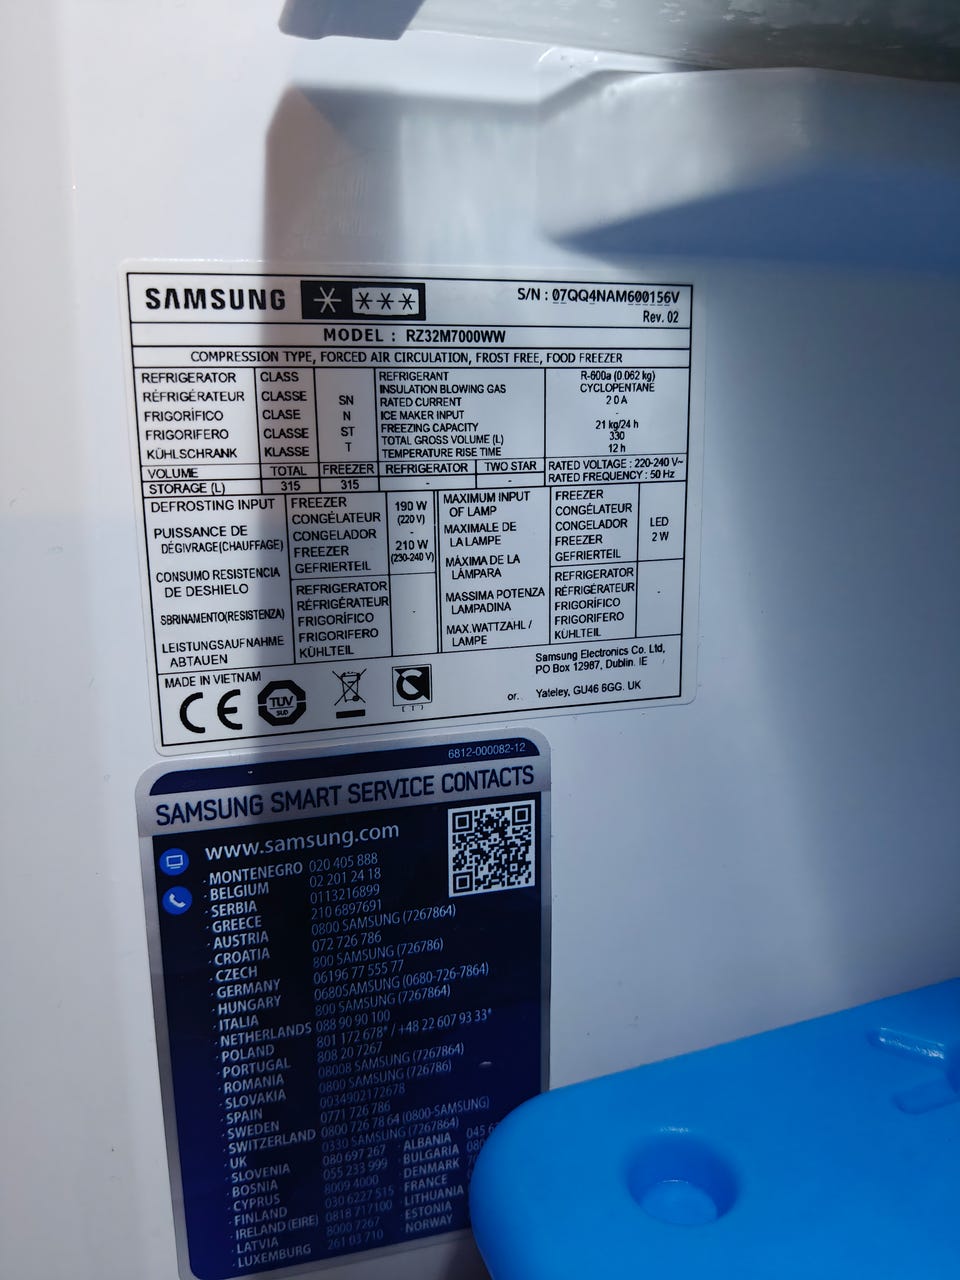 SAMSUNG
S/N : 07QQ4NAM600156V
Rev. 02
MODEL : RZ32M7000WW
COMPRESSION TYPE, FORCED AIR CIRCULATION, FROST FREE, FOOD FREEZER
REFRIGERATOR CLASS
RÉFRIGÉRATEUR CLASSE
FRIGORÍFICO CLASE
FRIGORIFERO CLASSE
KÜHLSCHRANK KLASSE
SN
N
ST
T
REFRIGERANT R-600a (0.062 kg)
INSULATION BLOWING GAS CYCLOPENTANE
RATED CURRENT 2.0 A
ICE MAKER INPUT -
FREEZING CAPACITY 21 kg/24 h
TOTAL GROSS VOLUME (L) 330
TEMPERATURE RISE TIME 12 h
VOLUME TOTAL FREEZER REFRIGERATOR TWO STAR
STORAGE (L) 315 315 - -
RATED VOLTAGE : 220-240 V~
RATED FREQUENCY : 50 Hz
DEFROSTING INPUT
PUISSANCE DE
DÉGIVRAGE(CHAUFFAGE)
CONSUMO RESISTENCIA
DE DESHIELO
SBRINAMENTO(RESISTENZA)
LEISTUNGSAUFNAHME
ABTAUEN
FREEZER
CONGÉLATEUR
CONGELADOR
FREEZER
GEFRIERTEIL
190 W
(220 V)
-
210 W
(230-240 V)
REFRIGERATOR
RÉFRIGÉRATEUR
FRIGORÍFICO
FRIGORIFERO
KÜHLTEIL
-
MAXIMUM INPUT
OF LAMP
MAXIMALE DE
LA LAMPE
MÁXIMA DE LA
LÁMPARA
MASSIMA POTENZA
LAMPADINA
MAX.WATTZAHL /
LAMPE
FREEZER
CONGÉLATEUR
CONGELADOR
FREEZER
GEFRIERTEIL
LED
2 W
REFRIGERATOR
RÉFRIGÉRATEUR
FRIGORÍFICO
FRIGORIFERO
KÜHLTEIL
-
MADE IN VIETNAM
CE
TÜV
SÜD
Samsung Electronics Co. Ltd,
PO Box 12987, Dublin. IE
or. Yateley, GU46 6GG. UK
6812-000082-12
SAMSUNG SMART SERVICE CONTACTS
www.samsung.com
· MONTENEGRO 020 405 888
· BELGIUM 02 201 24 18
· SERBIA 0113216899
· GREECE 210 6897691
· AUSTRIA 0800 SAMSUNG (7267864)
· CROATIA 072 726 786
· CZECH 800 SAMSUNG (726786)
· GERMANY 06196 77 555 77
· HUNGARY 0680SAMSUNG (0680-726-7864)
· ITALIA 800 SAMSUNG (7267864)
· NETHERLANDS 088 90 90 100
· POLAND 801 172 678* / +48 22 607 93 33*
· PORTUGAL 808 20 7267
· ROMANIA 08008 SAMSUNG (7267864)
· SLOVAKIA 0800 SAMSUNG (726786)
· SPAIN 0034902172678
· SWEDEN 0771 726 786
· SWITZERLAND 0800 726 78 64 (0800-SAMSUNG)
· UK 0330 SAMSUNG (7267864)
· SLOVENIA 080 697 267
· BOSNIA 055 233 999
· CYPRUS 8009 4000
· FINLAND 030 6227 515
· IRELAND (EIRE) 0818 717100
· LATVIA 8000 7267
· LUXEMBURG 261 03 710
· ALBANIA 045 6
· BULGARIA 080
· DENMARK
· FRANCE
· LITHUANIA
· ESTONIA
· NORWAY